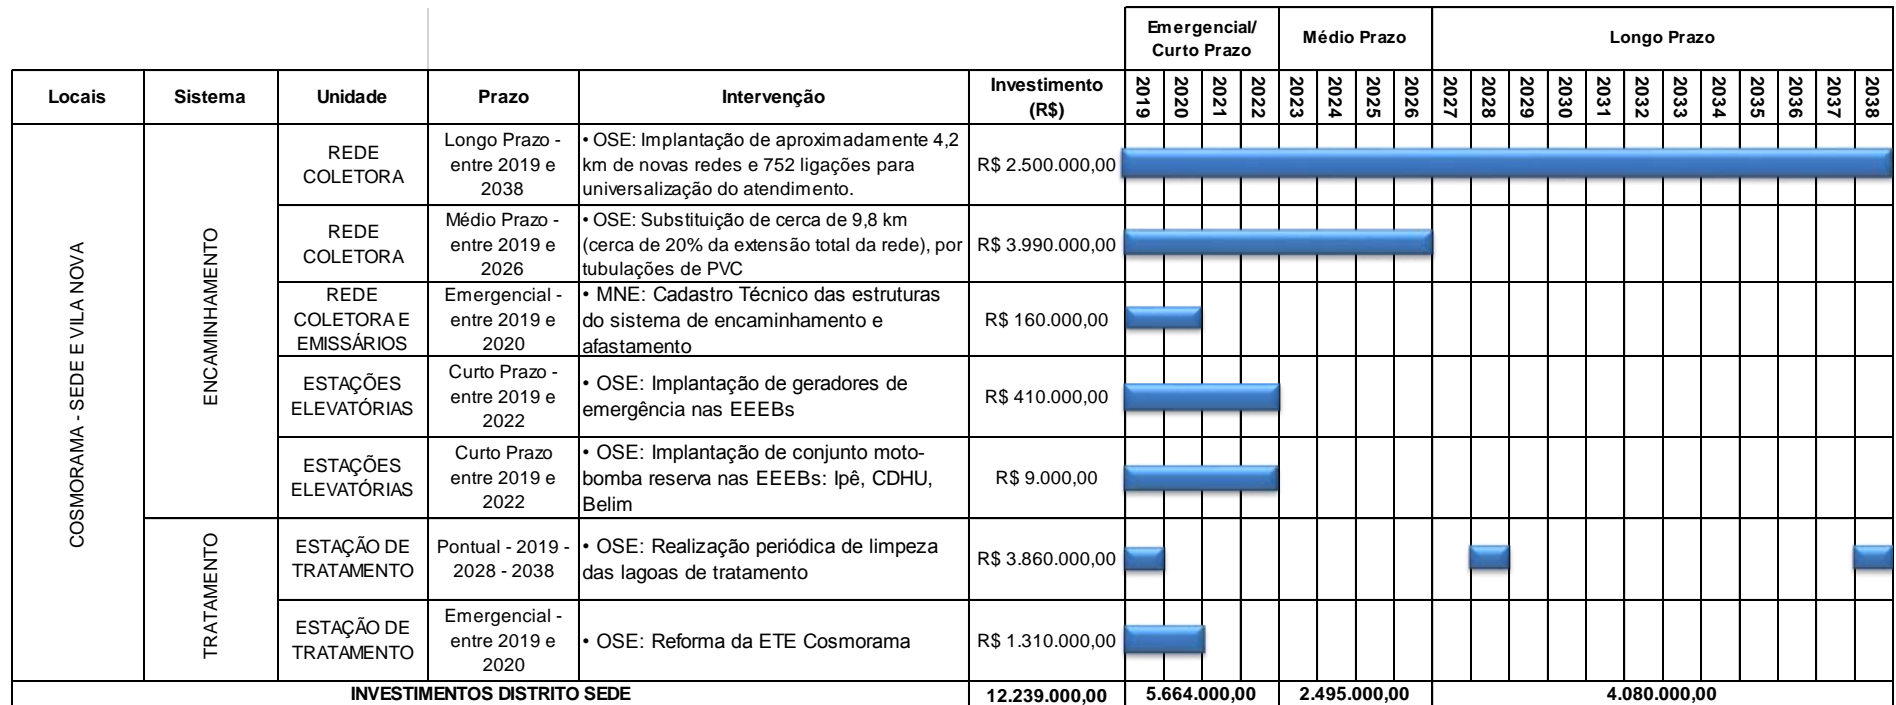 Emergencial/
Curto Prazo
Médio Prazo
Longo Prazo
Locais
Sistema
Unidade
Prazo
Intervenção
Investimento
(R$)
2019
2020
2021
2022
2023
2024
2025
2026
2027
2028
2029
2030
2031
2032
2033
2034
2035
2036
2037
2038
COSMORAMA - SEDE E VILA NOVA
ENCAMINHAMENTO
REDE
COLETORA
Longo Prazo -
entre 2019 e
2038
• OSE: Implantação de aproximadamente 4,2
km de novas redes e 752 ligações para
universalização do atendimento.
R$ 2.500.000,00
REDE
COLETORA
Médio Prazo -
entre 2019 e
2026
• OSE: Substituição de cerca de 9,8 km
(cerca de 20% da extensão total da rede), por
tubulações de PVC
R$ 3.990.000,00
REDE
COLETORA E
EMISSÁRIOS
Emergencial -
entre 2019 e
2020
• MNE: Cadastro Técnico das estruturas
do sistema de encaminhamento e
afastamento
R$ 160.000,00
ESTAÇÕES
ELEVATÓRIAS
Curto Prazo -
entre 2019 e
2022
• OSE: Implantação de geradores de
emergência nas EEEBs
R$ 410.000,00
ESTAÇÕES
ELEVATÓRIAS
Curto Prazo
entre 2019 e
2022
• OSE: Implantação de conjunto moto-
bomba reserva nas EEEBs: Ipê, CDHU,
Belim
R$ 9.000,00
TRATAMENTO
ESTAÇÃO DE
TRATAMENTO
Pontual - 2019 -
2028 - 2038
• OSE: Realização periódica de limpeza
das lagoas de tratamento
R$ 3.860.000,00
ESTAÇÃO DE
TRATAMENTO
Emergencial -
entre 2019 e
2020
• OSE: Reforma da ETE Cosmorama
R$ 1.310.000,00
INVESTIMENTOS DISTRITO SEDE
12.239.000,00
5.664.000,00
2.495.000,00
4.080.000,00